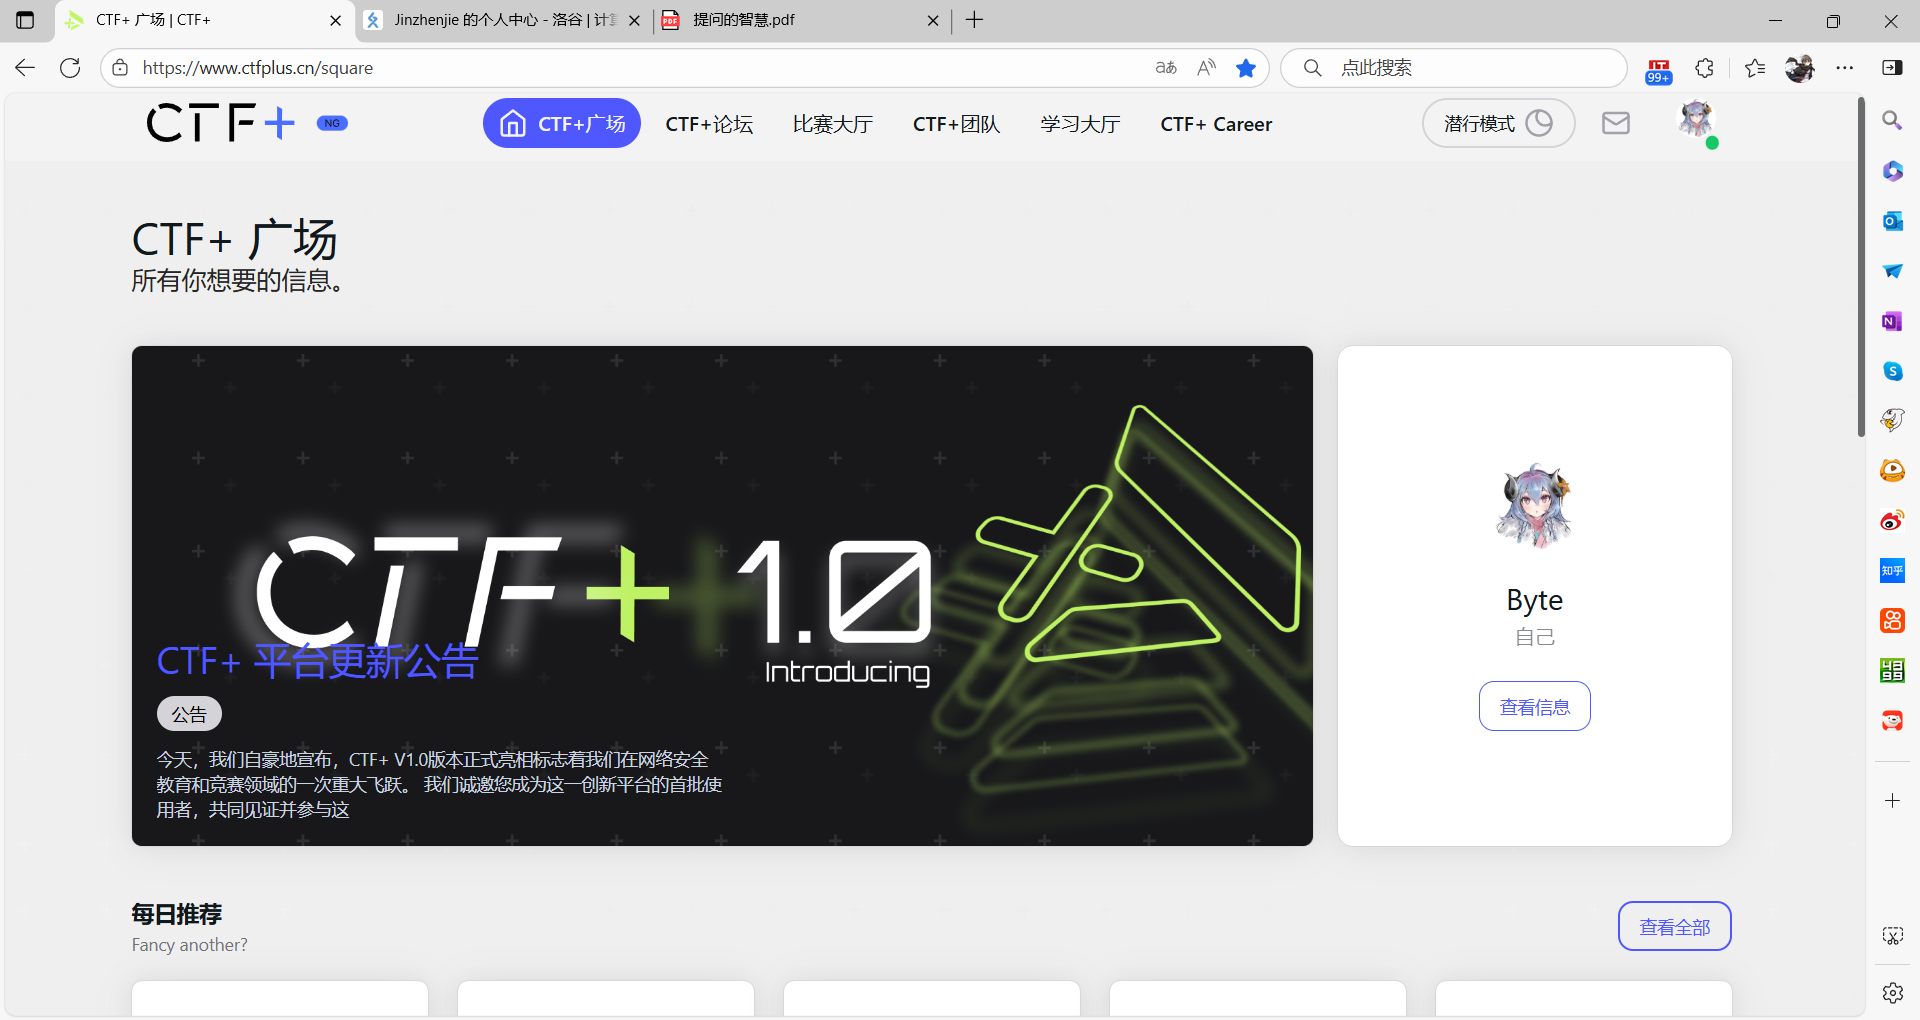 CTF+ 广场 | CTF+
Jinzhenjie 的个人中心 - 洛谷 | 计算
提问的智慧.pdf
https://www.ctfplus.cn/square
点此搜索
99+
CTF+ NG
CTF+广场
CTF+论坛
比赛大厅
CTF+团队
学习大厅
CTF+ Career
潜行模式
CTF+ 广场
所有你想要的信息。
CTF+ 1.0
Introducing
CTF+ 平台更新公告
公告
今天，我们自豪地宣布，CTF+ V1.0版本正式亮相标志着我们在网络安全
教育和竞赛领域的一次重大飞跃。 我们诚邀您成为这一创新平台的首批使
用者，共同见证并参与这
Byte
自己
查看信息
知乎
每日推荐
Fancy another?
查看全部